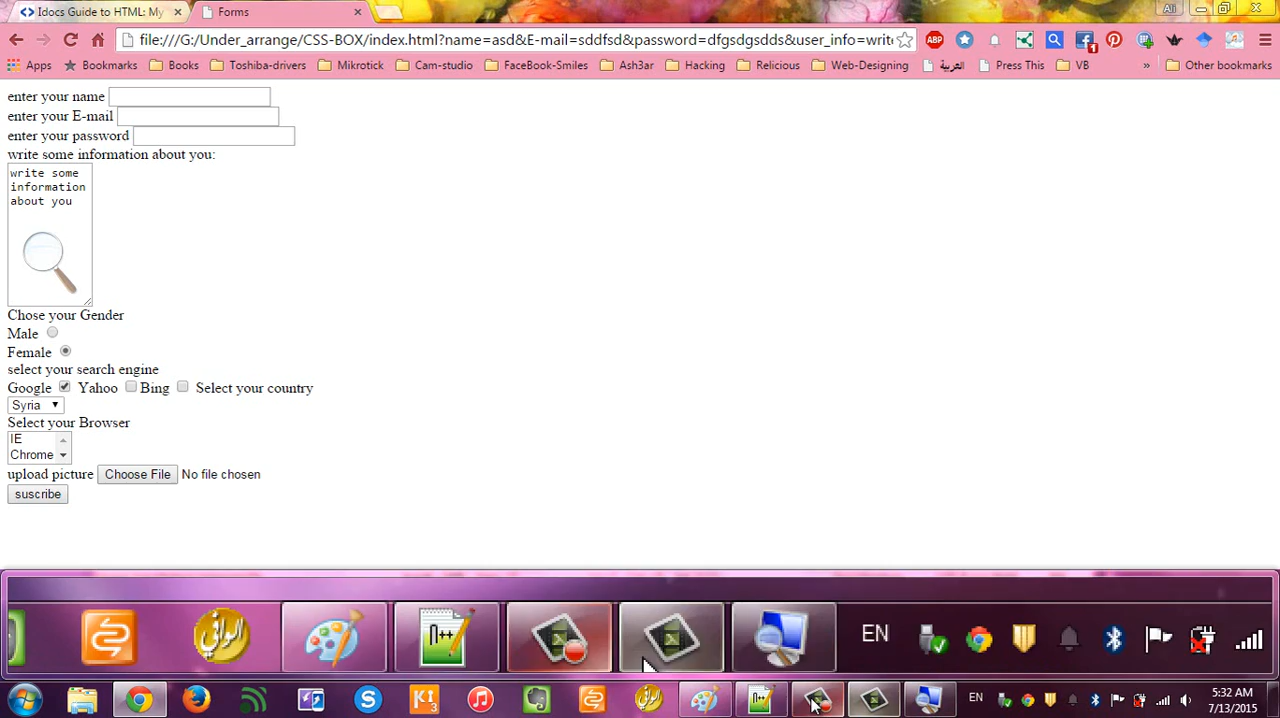 Idocs Guide to HTML: My
Forms
Ali
file:///G:/Under_arrange/CSS-BOX/index.html?name=asd&E-mail=sddfsd&password=dfgsdgsdds&user_info=write
ABP
1
Apps Bookmarks Books Toshiba-drivers Mikrotick Cam-studio FaceBook-Smiles Ash3ar Hacking Relicious Web-Designing العربية Press This VB » Other bookmarks
enter your name
enter your E-mail
enter your password
write some information about you:
write some
information
about you
Chose your Gender
Male
Female
select your search engine
Google Yahoo Bing Select your country
Syria
Select your Browser
IE
Chrome
upload picture Choose File No file chosen
suscribe
الوافي
N++
EN
EN
5:32 AM
7/13/2015